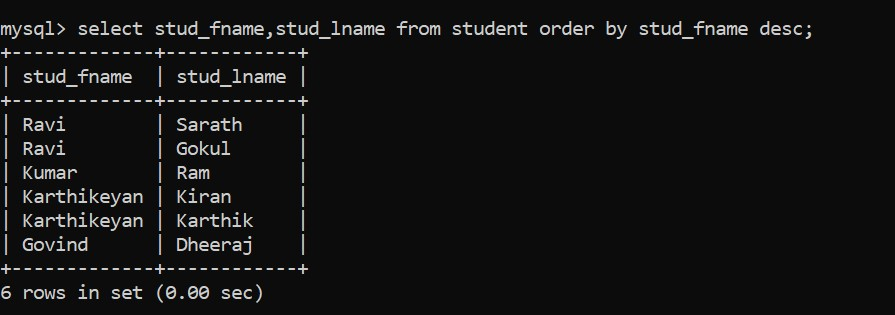 mysql> select stud_fname,stud_lname from student order by stud_fname desc;
+-------------+------------+
| stud_fname  | stud_lname |
+-------------+------------+
| Ravi        | Sarath     |
| Ravi        | Gokul      |
| Kumar       | Ram        |
| Karthikeyan | Kiran      |
| Karthikeyan | Karthik    |
| Govind      | Dheeraj    |
+-------------+------------+
6 rows in set (0.00 sec)